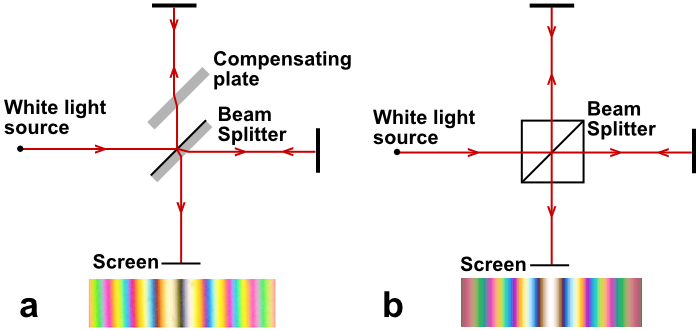 Compensating
plate
White light
source
Beam
Splitter
Screen
a
White light
source
Beam
Splitter
Screen
b